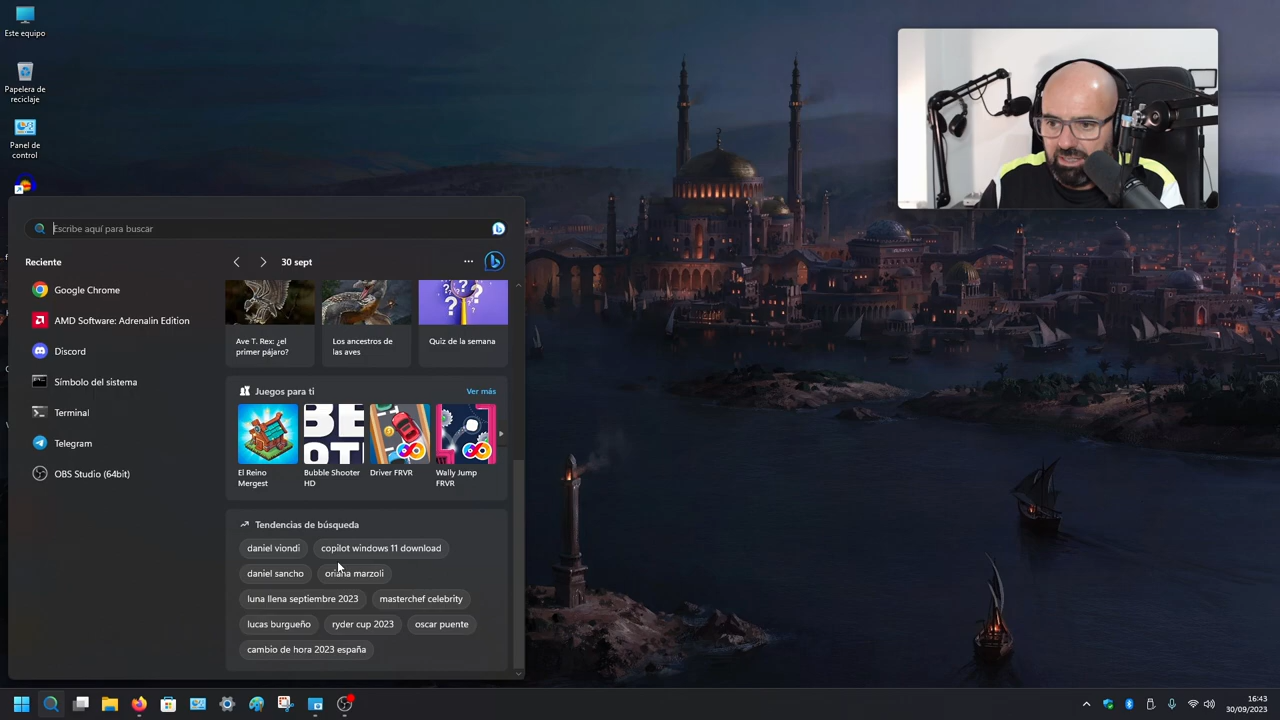 Este equipo
Papelera de
reciclaje
Panel de
control
Escribe aquí para buscar
Reciente
30 sept
Google Chrome
AMD Software: Adrenalin Edition
Discord
Símbolo del sistema
Terminal
Telegram
OBS Studio (64bit)
Ave T. Rex: ¿el
primer pájaro?
Los ancestros de
las aves
Quiz de la semana
Juegos para ti
Ver más
BE
OT
El Reino
Mergest
Bubble Shooter
HD
Driver FRVR
Wally Jump
FRVR
Tendencias de búsqueda
daniel viondi
copilot windows 11 download
daniel sancho
oriana marzoli
luna llena septiembre 2023
masterchef celebrity
lucas burgueño
ryder cup 2023
oscar puente
cambio de hora 2023 españa
16:43
30/09/2023